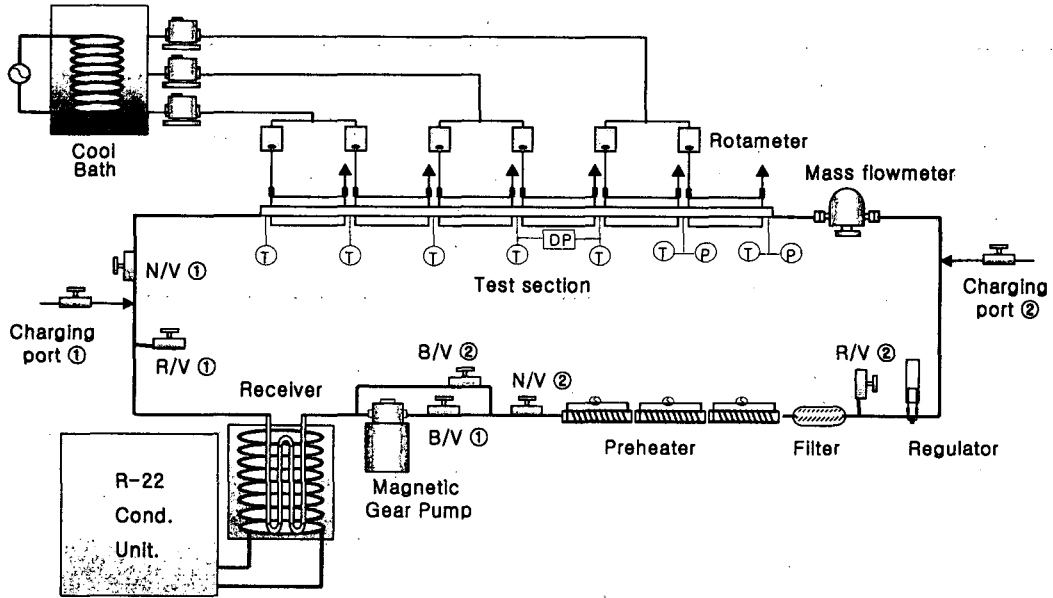 Cool
Bath
Rotameter
Mass flowmeter
T
T
T
T
DP
T
T
P
T
P
Test section
N/V ①
Charging
port ①
R/V ①
Charging
port ②
B/V ②
N/V ②
R/V ②
Receiver
B/V ①
Preheater
Filter
Regulator
Magnetic
Gear Pump
R-22
Cond.
Unit.